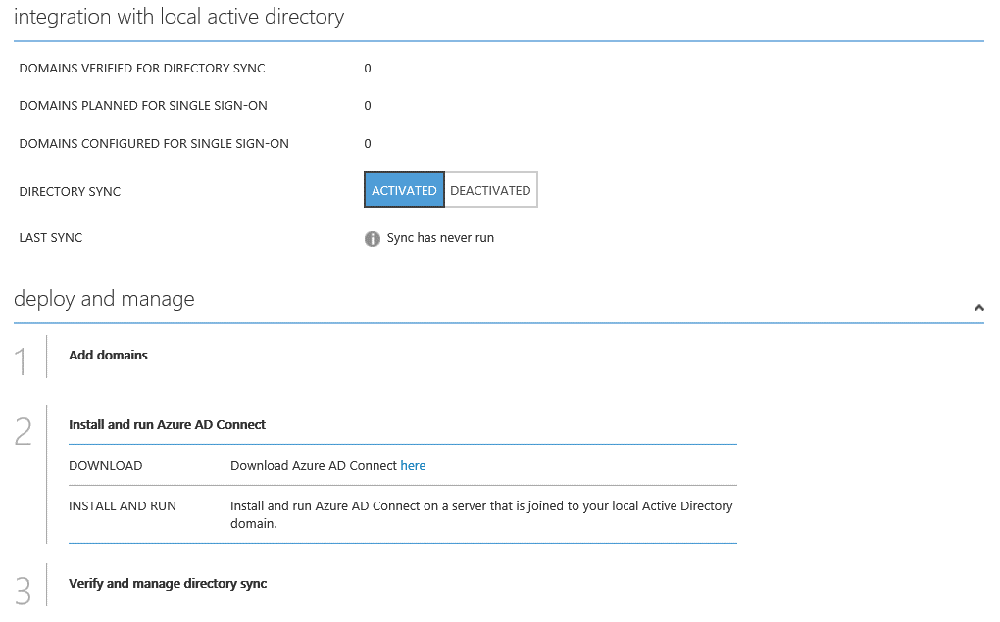 integration with local active directory
DOMAINS VERIFIED FOR DIRECTORY SYNC 0
DOMAINS PLANNED FOR SINGLE SIGN-ON 0
DOMAINS CONFIGURED FOR SINGLE SIGN-ON 0
DIRECTORY SYNC ACTIVATED DEACTIVATED
LAST SYNC Sync has never run
deploy and manage
1 Add domains
2 Install and run Azure AD Connect
DOWNLOAD Download Azure AD Connect here
INSTALL AND RUN Install and run Azure AD Connect on a server that is joined to your local Active Directory
domain.
3 Verify and manage directory sync